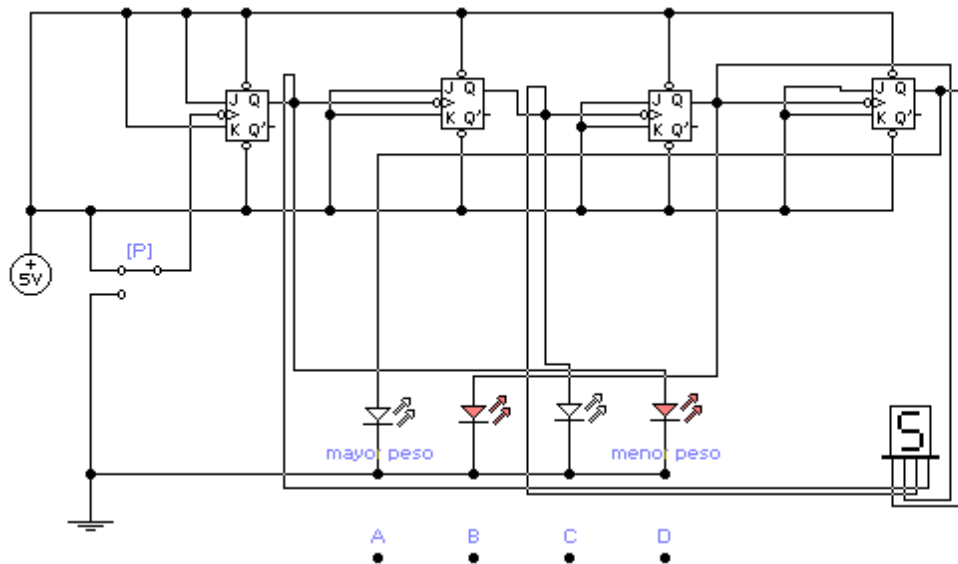 J Q
K Q'
J Q
K Q'
J Q
K Q'
J Q
K Q'
[P]
+
5V
5
mayor peso
menor peso
A B C D